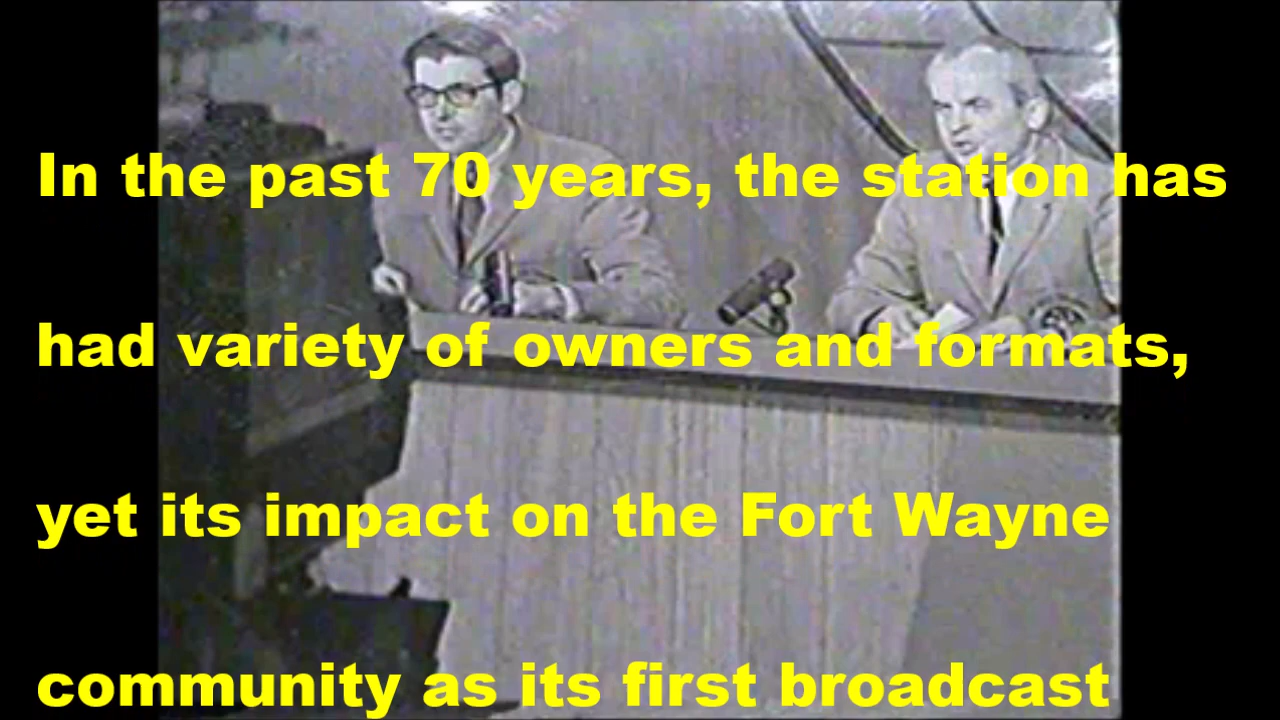 In the past 70 years, the station has
had variety of owners and formats,
yet its impact on the Fort Wayne
community as its first broadcast